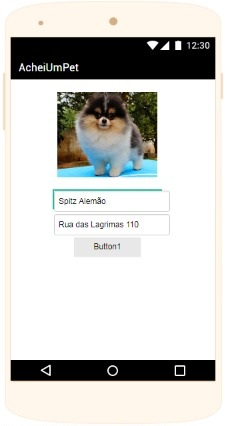 12:30
AcheiUmPet
Spitz Alemão
Rua das Lagrimas 110
Button1